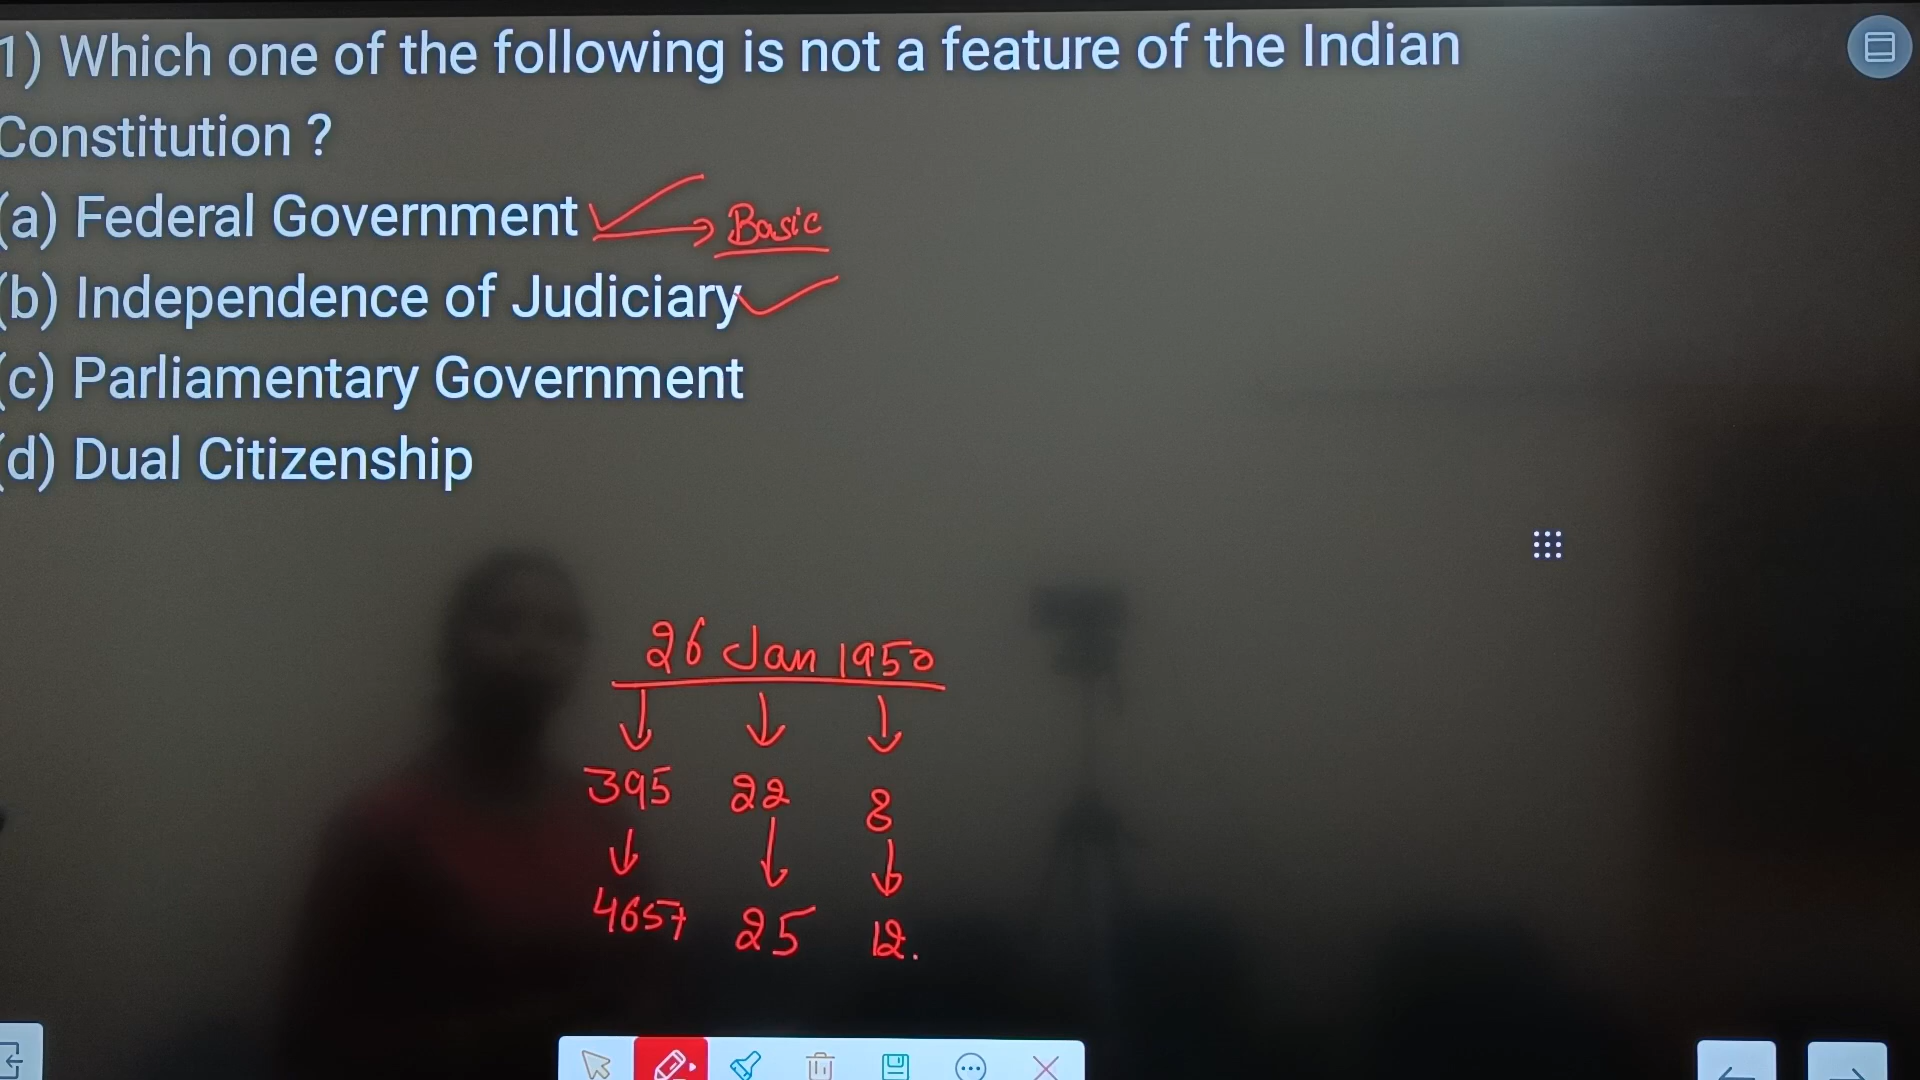 1) Which one of the following is not a feature of the Indian
Constitution ?
(a) Federal Government → Basic
(b) Independence of Judiciary
(c) Parliamentary Government
(d) Dual Citizenship
26 Jan 1950
395 22 8
4657 25 12.